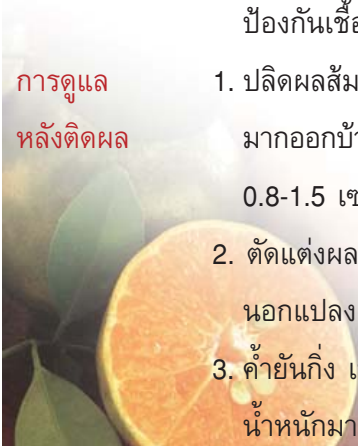 ป้องกันเชื้อ
การดูแล 1. ปลิดผลส้ม
หลังติดผล มากออกบ้า
0.8-1.5 เซ
2. ตัดแต่งผล
นอกแปลง
3. ค้ำยันกิ่ง เ
น้ำหนักมา